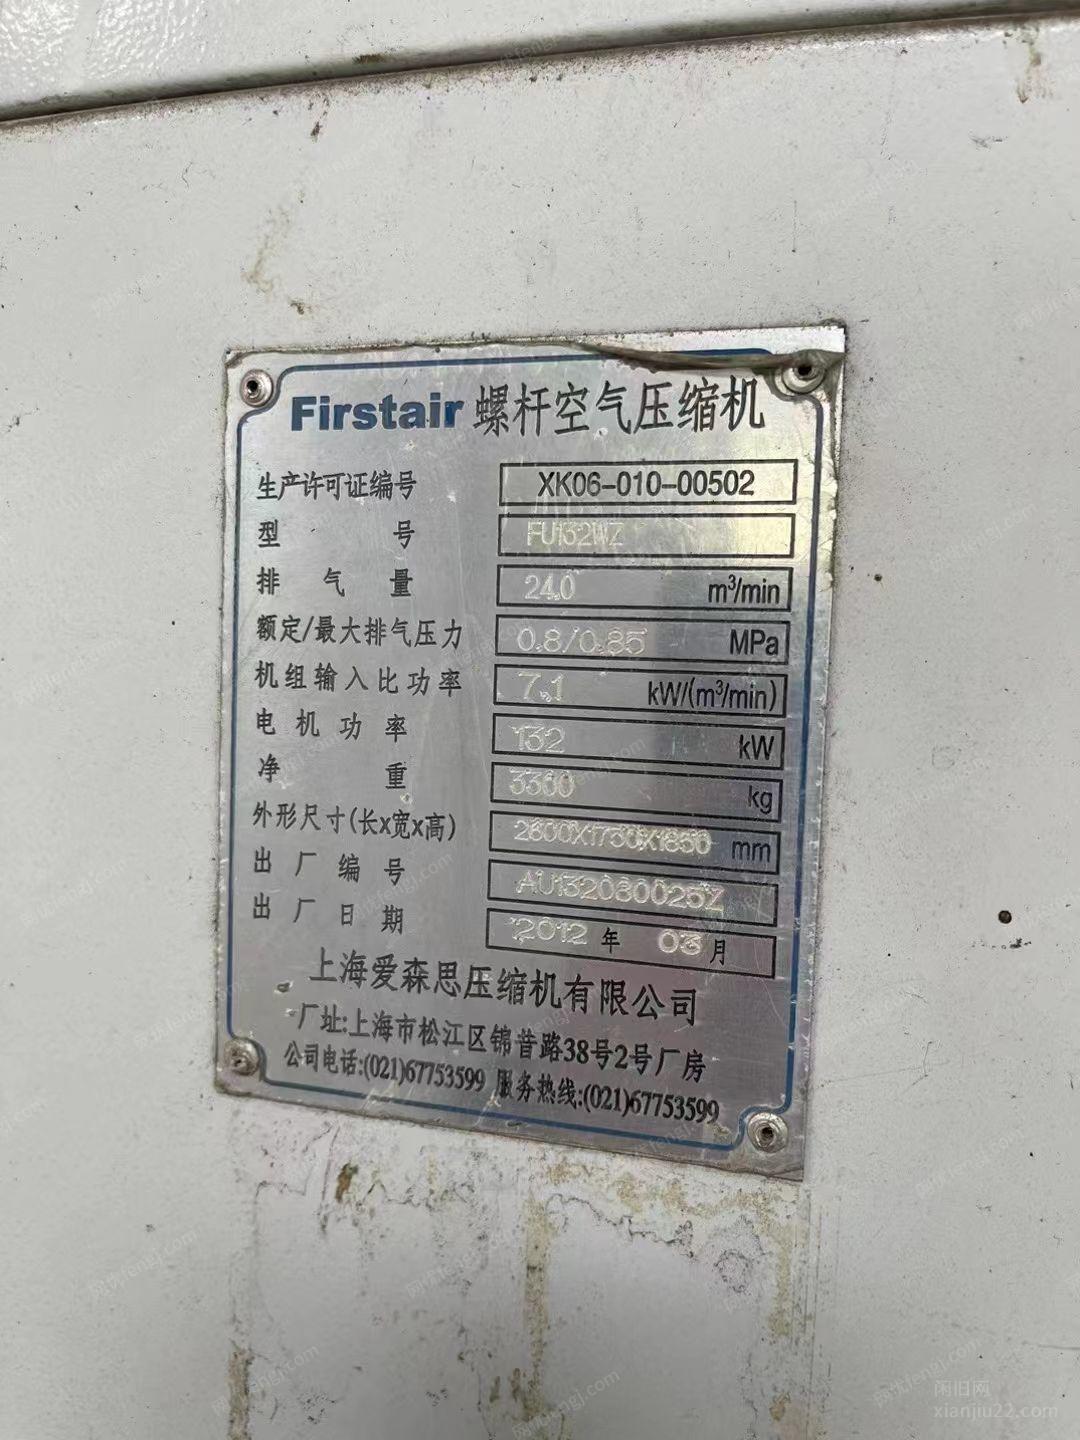 Firstair 螺杆空气压缩机
生产许可证编号 XK06-010-00502
型号 FU132WZ
排气量 24.0 m³/min
额定/最大排气压力 0.8/0.85 MPa
机组输入比功率 7.1 kW/(m³/min)
电机功率 132 kW
净重 3360 kg
外形尺寸(长x宽x高) 2600X1750X1850 mm
出厂编号 AU132030025Z
出厂日期 2012 年 03 月
上海爱森思压缩机有限公司
厂址:上海市松江区锦昔路38号2号厂房
公司电话:(021)67753599 服务热线:(021)67753599
闲旧网
xianjiu22.com